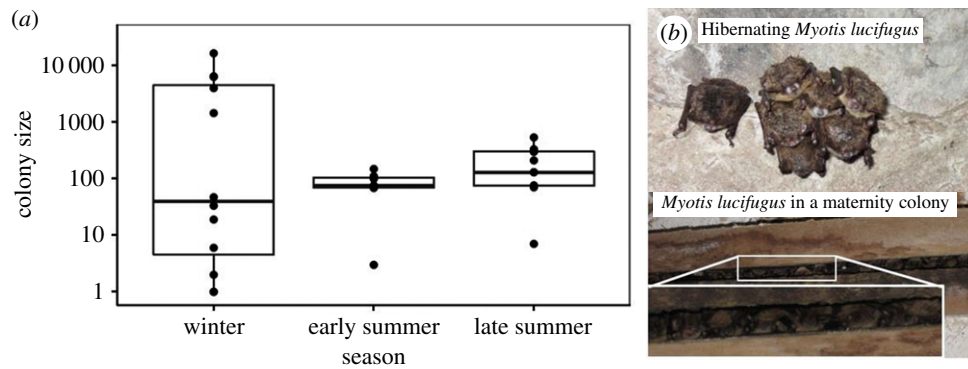 (a)
colony size
10 000
1000
100
10
1
winter
early summer
late summer
season
(b)
Hibernating Myotis lucifugus
Myotis lucifugus in a maternity colony